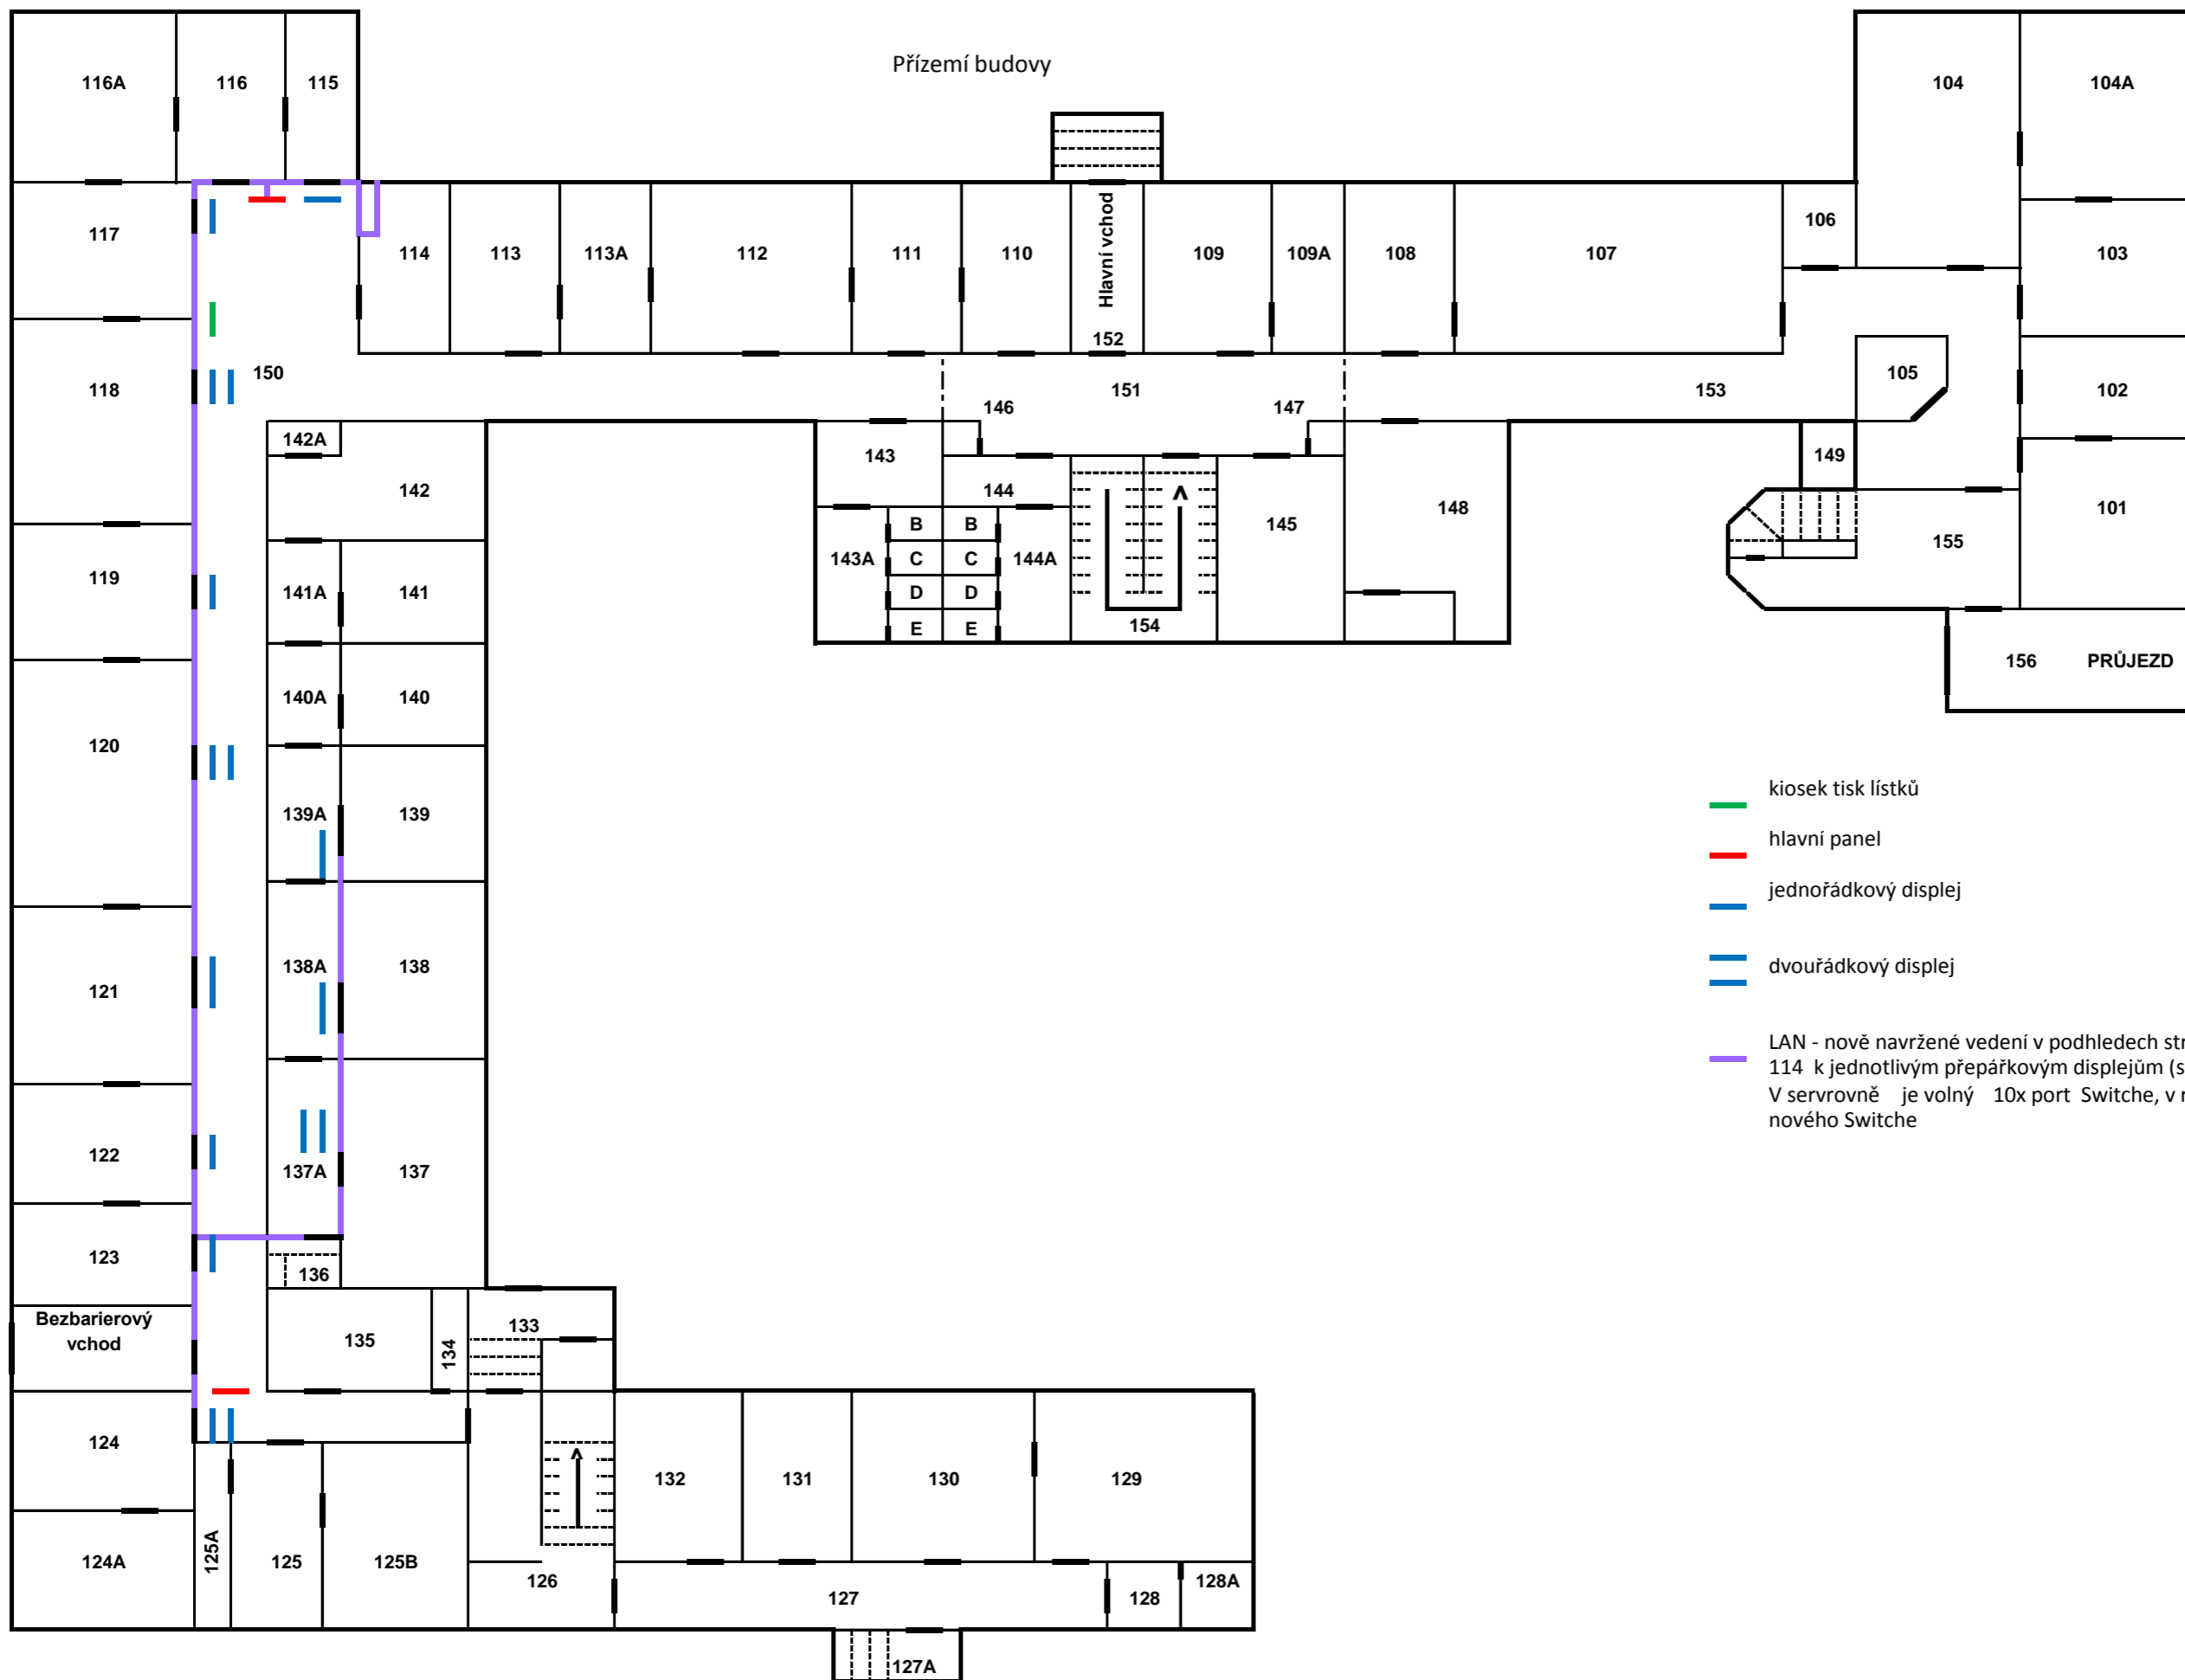 Přízemí budovy
116A
116
115
104
104A
117
114
113
113A
112
111
110
Hlavní vchod
109
109A
108
107
106
103
152
118
150
151
153
105
102
146
147
142A
143
149
142
144
148
101
B
B
145
119
141A
141
143A
C
C
144A
155
D
D
E
E
154
140A
140
156
PRŮJEZD
120
139A
139
kiosek tisk lístků
hlavní panel
jednořádkový displej
138A
138
dvouřádkový displej
121
LAN - nově navržené vedení v podhledech
114 k jednotlivým přepážkovým displejům
V servrovně je volný 10x port Switche, v
nového Switche
122
137A
137
123
136
Bezbarierový
vchod
135
134
133
124
132
131
130
129
124A
125A
125
125B
126
127
128
128A
127A